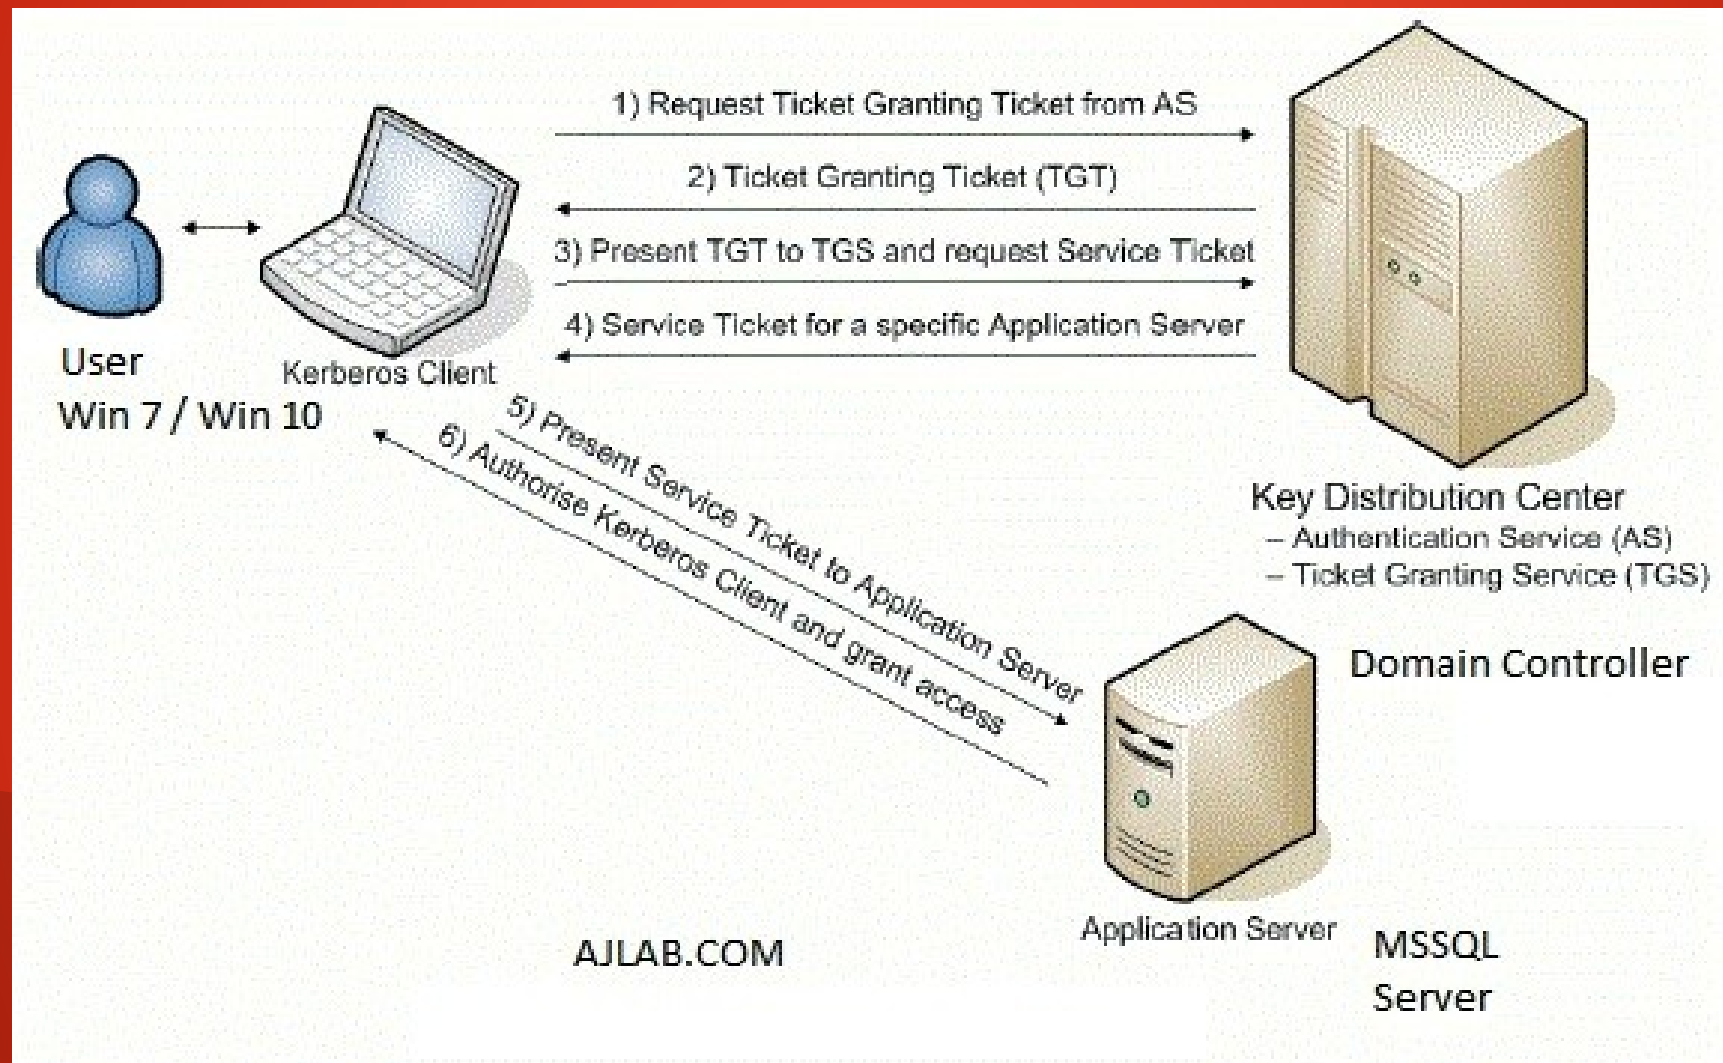 1) Request Ticket Granting Ticket from AS
2) Ticket Granting Ticket (TGT)
3) Present TGT to TGS and request Service Ticket
4) Service Ticket for a specific Application Server
User
Kerberos Client
Win 7 / Win 10
5) Present Service Ticket to Application Server
6) Authorise Kerberos Client and grant access
Key Distribution Center
– Authentication Service (AS)
– Ticket Granting Service (TGS)
Domain Controller
Application Server
MSSQL
Server
AJLAB.COM